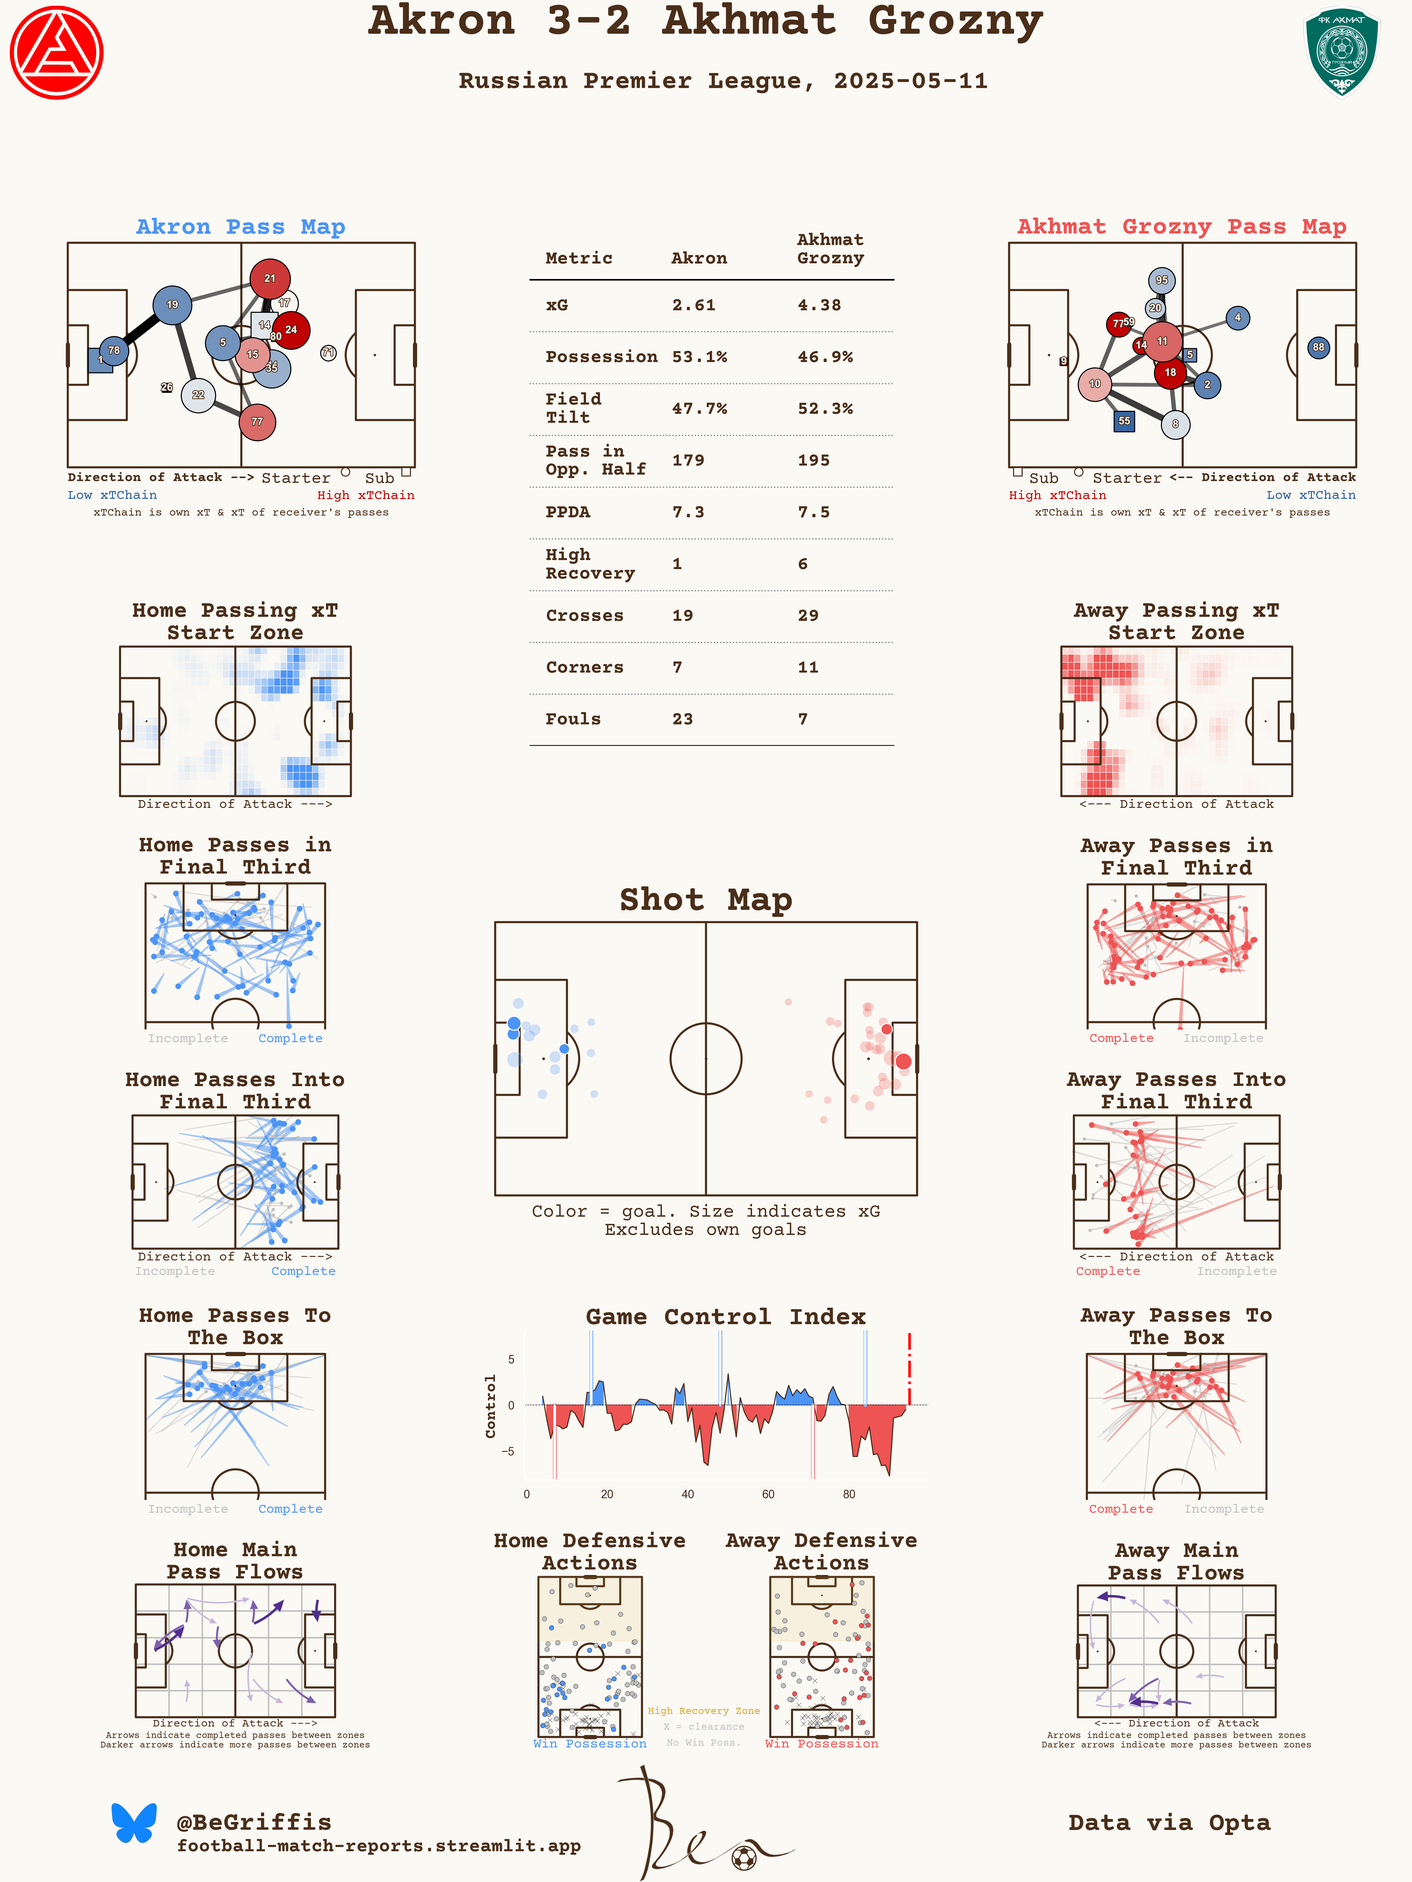 Akron 3-2 Akhmat Grozny
Russian Premier League, 2025-05-11
ФК АХМАТ
ГРОЗНЫЙ
Akron Pass Map
21
17
19
14
24
80
5
78
15
71
35
26
22
77
Direction of Attack --> Starter Sub
Low xTChain High xTChain
xTChain is own xT & xT of receiver's passes
Metric Akron Akhmat
Grozny
xG 2.61 4.38
Possession 53.1% 46.9%
Field
Tilt 47.7% 52.3%
Pass in
Opp. Half 179 195
PPDA 7.3 7.5
High
Recovery 1 6
Crosses 19 29
Corners 7 11
Fouls 23 7
Akhmat Grozny Pass Map
95
20
4
77
59
11
14
88
5
9
18
10
2
55
8
Sub Starter <-- Direction of Attack
High xTChain Low xTChain
xTChain is own xT & xT of receiver's passes
Home Passing xT
Start Zone
Direction of Attack --->
Away Passing xT
Start Zone
<--- Direction of Attack
Home Passes in
Final Third
Incomplete Complete
Away Passes in
Final Third
Complete Incomplete
Shot Map
Color = goal. Size indicates xG
Excludes own goals
Home Passes Into
Final Third
Direction of Attack --->
Incomplete Complete
Away Passes Into
Final Third
<--- Direction of Attack
Complete Incomplete
Home Passes To
The Box
Incomplete Complete
Game Control Index
Control
5
0
−5
0 20 40 60 80
Away Passes To
The Box
Complete Incomplete
Home Main
Pass Flows
Direction of Attack --->
Arrows indicate completed passes between zones
Darker arrows indicate more passes between zones
Home Defensive
Actions
Win Possession
Away Defensive
Actions
Win Possession
High Recovery Zone
X = clearance
No Win Poss.
Away Main
Pass Flows
<--- Direction of Attack
Arrows indicate completed passes between zones
Darker arrows indicate more passes between zones
@BeGriffis
football-match-reports.streamlit.app
Ben
Data via Opta